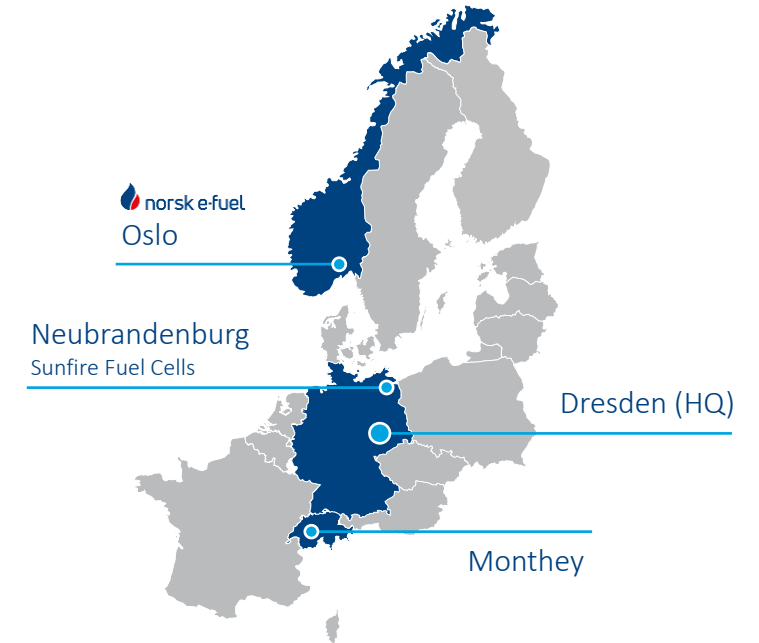 norsk e-fuel
Oslo
Neubrandenburg
Sunfire Fuel Cells
Dresden (HQ)
Monthey